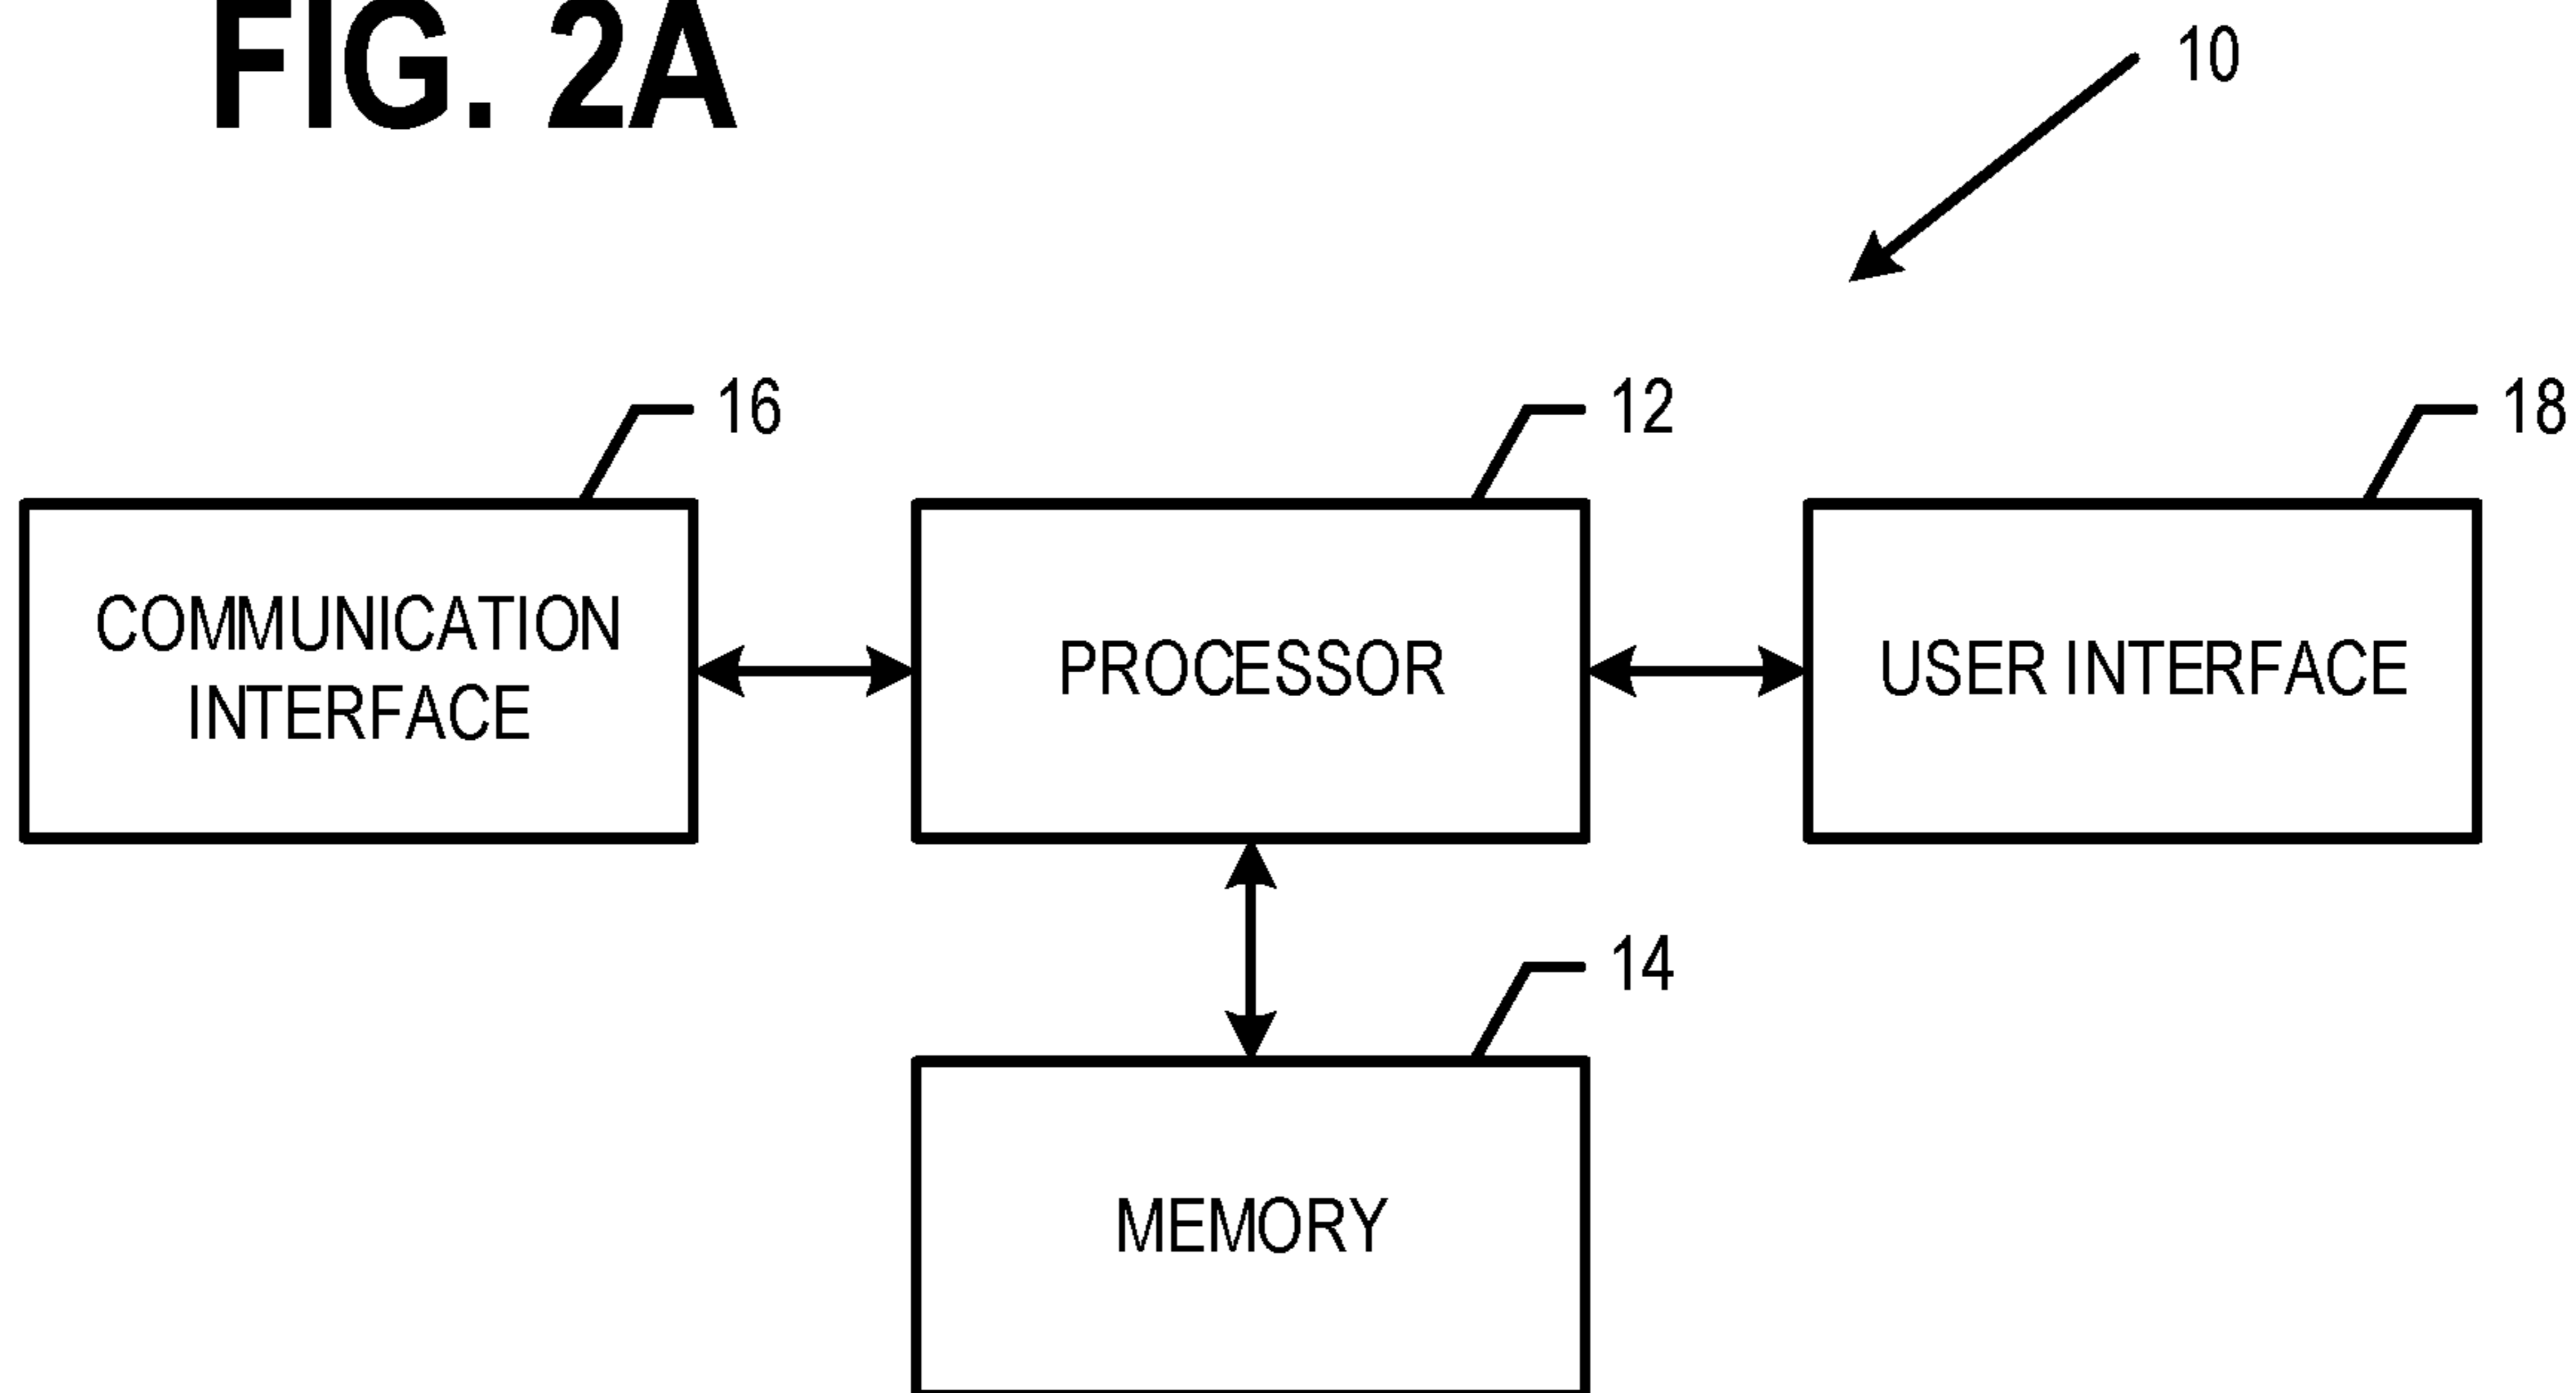 FIG. 2A
10
16
12
18
COMMUNICATION
INTERFACE
PROCESSOR
USER INTERFACE
14
MEMORY